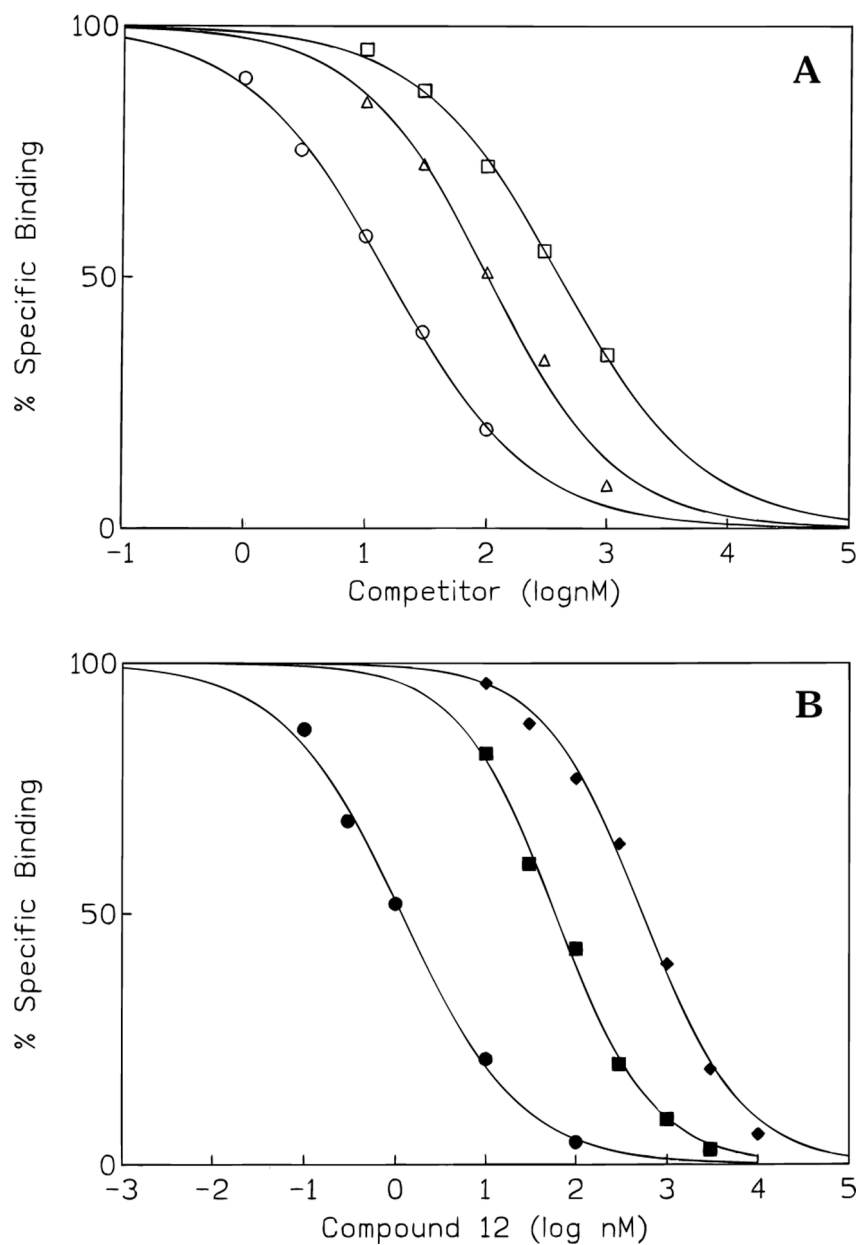 A
100
50
0
% Specific Binding
-1 0 1 2 3 4 5
Competitor (lognM)
B
100
50
0
% Specific Binding
-3 -2 -1 0 1 2 3 4 5
Compound 12 (log nM)